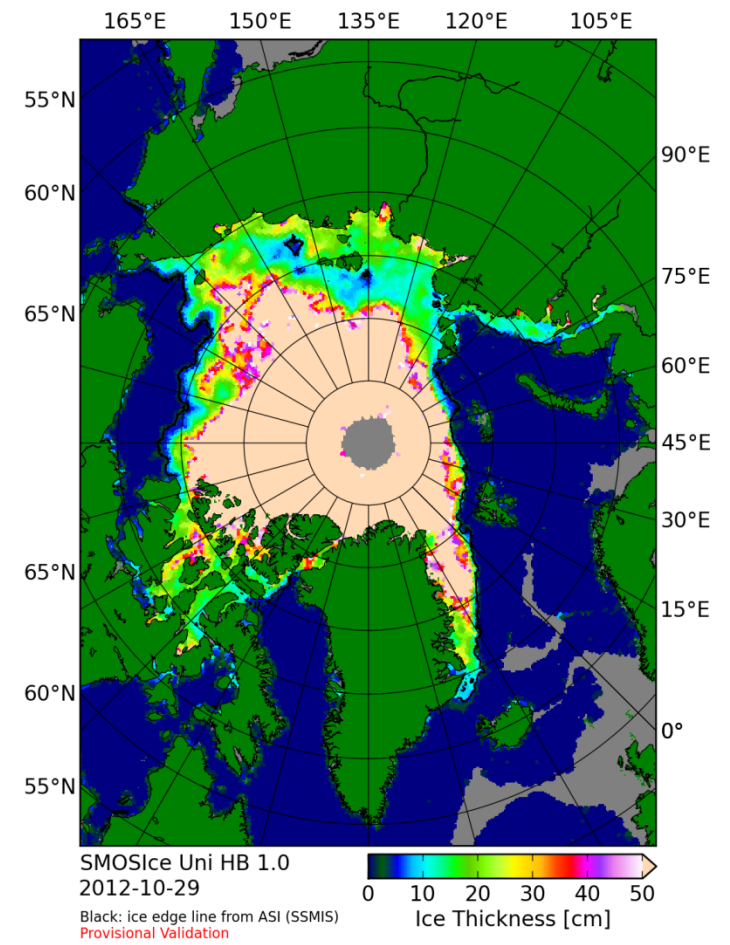 165°E 150°E 135°E 120°E 105°E
55°N
90°E
60°N
75°E
65°N
60°E
45°E
30°E
65°N
15°E
60°N
0°
55°N
SMOSIce Uni HB 1.0
2012-10-29
0 10 20 30 40 50
Black: ice edge line from ASI (SSMIS)
Ice Thickness [cm]
Provisional Validation